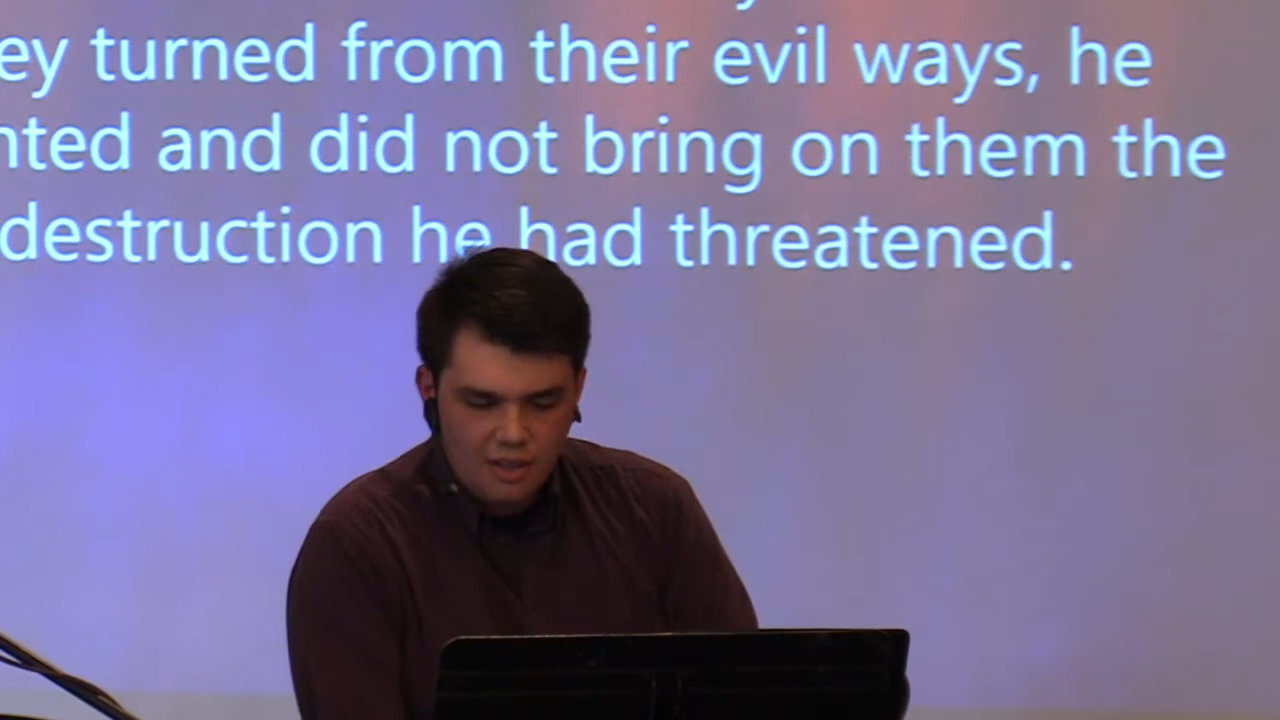 ey turned from their evil ways, he
nted and did not bring on them the
destruction he had threatened.